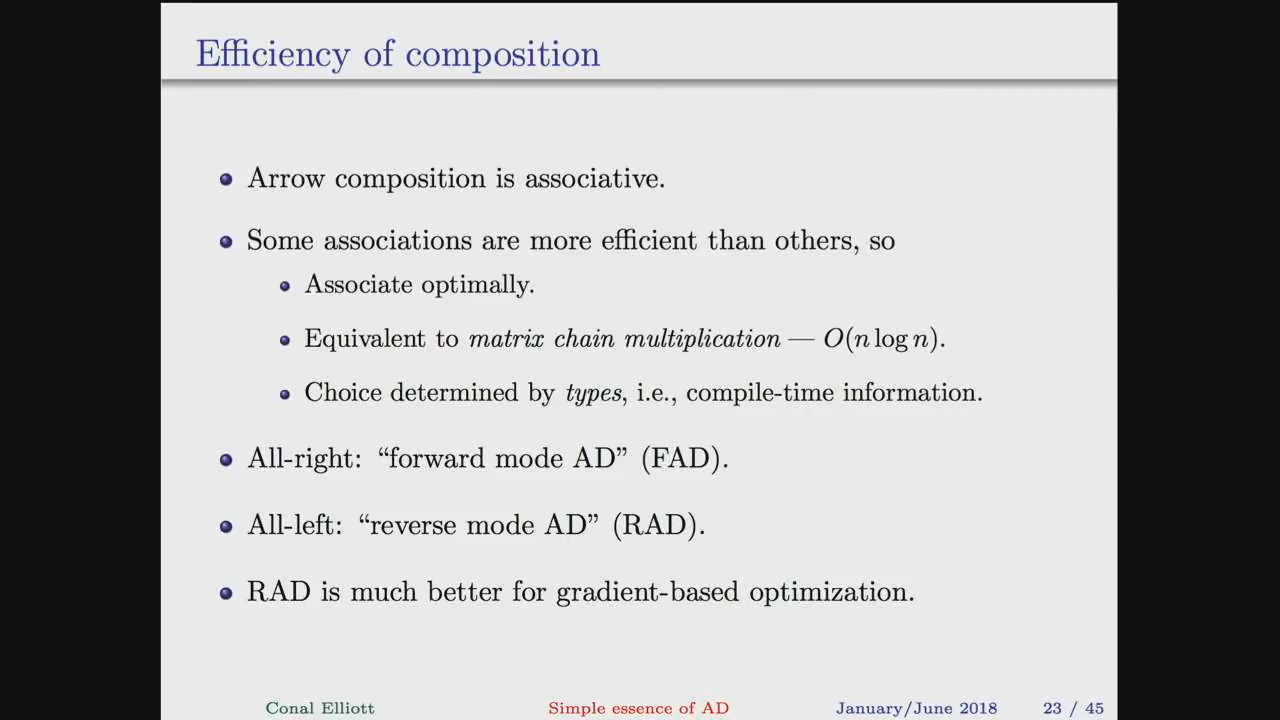 Efficiency of composition
Arrow composition is associative.
Some associations are more efficient than others, so
Associate optimally.
Equivalent to matrix chain multiplication — O(n log n).
Choice determined by types, i.e., compile-time information.
All-right: “forward mode AD” (FAD).
All-left: “reverse mode AD” (RAD).
RAD is much better for gradient-based optimization.
Conal Elliott Simple essence of AD January/June 2018 23 / 45